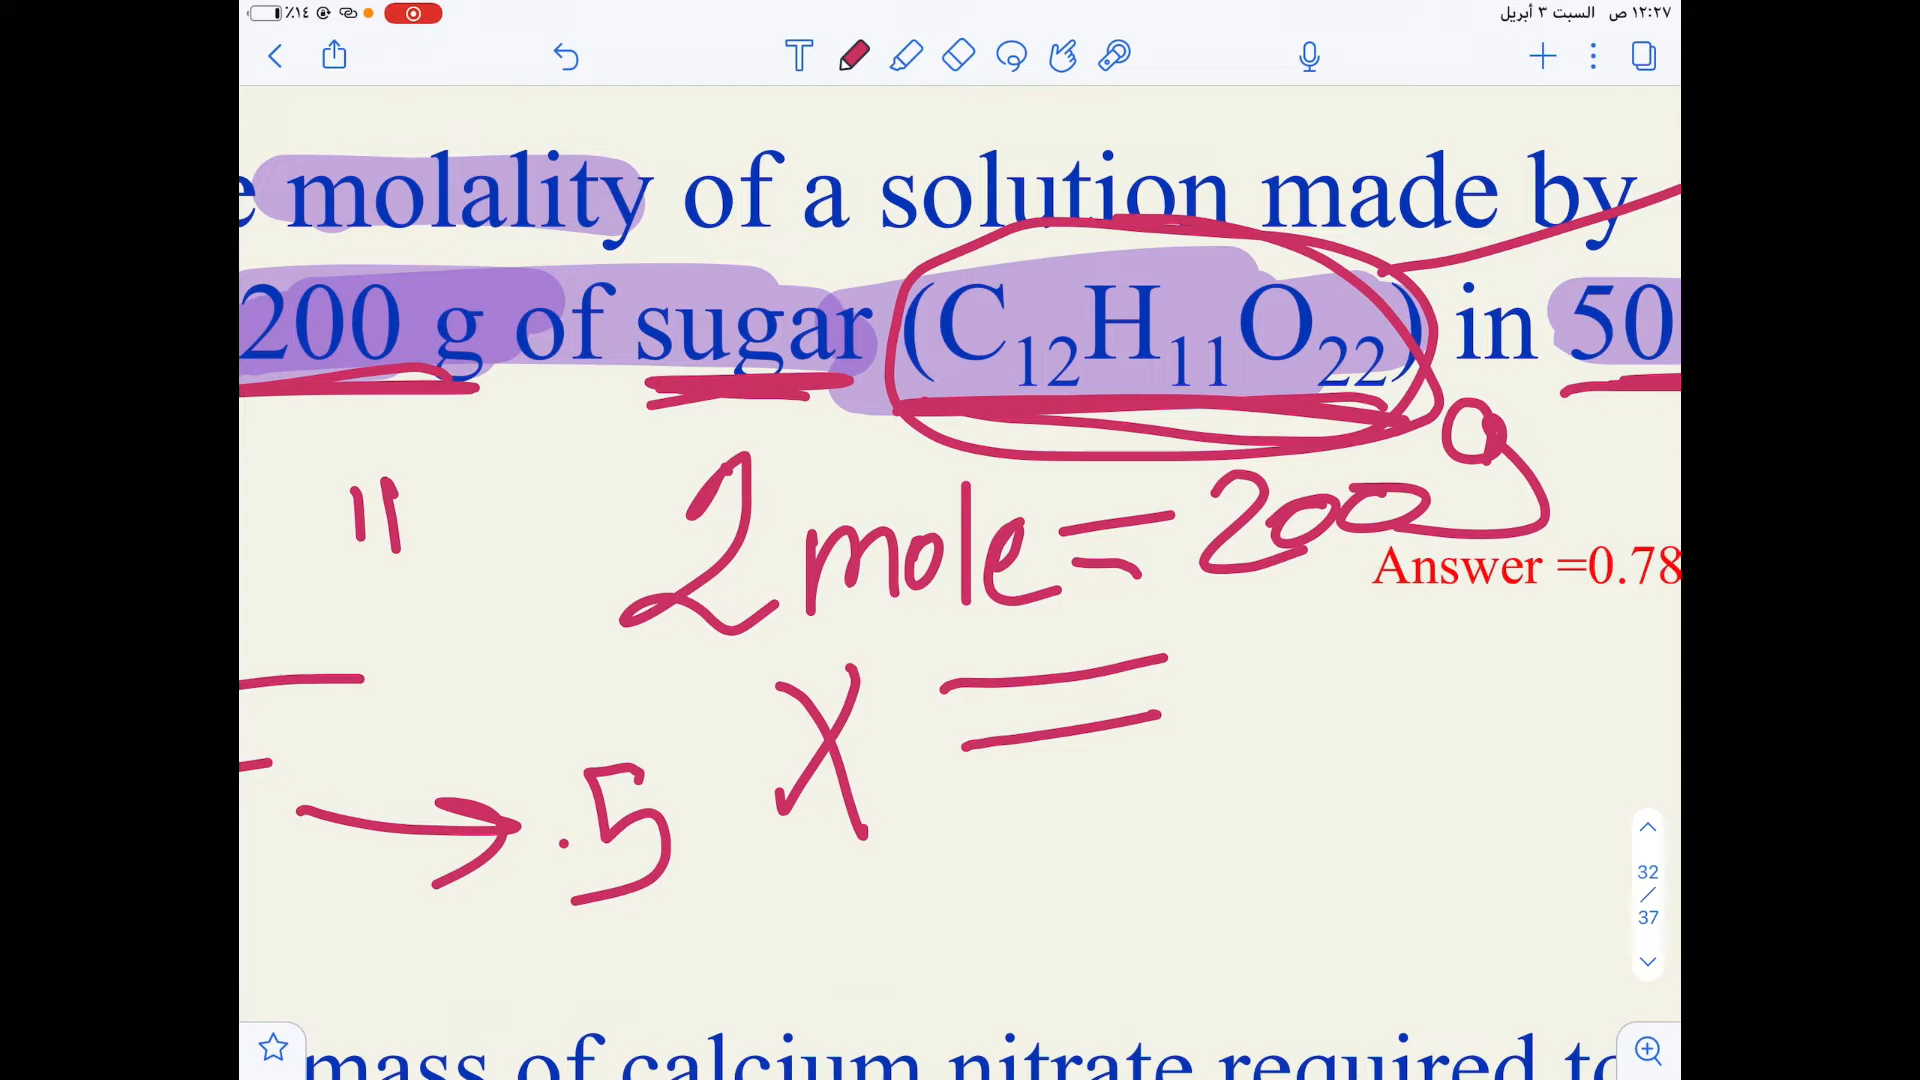 ٪١٤
السبت ٣ أبريل ١٢:٢٧ ص
e molality of a solution made by
200 g of sugar (C₁₂H₁₁O₂₂) in 50
" 2 mole = 200 g
Answer =0.78
X =
.5
32
/
37
mass of calcium nitrate required to